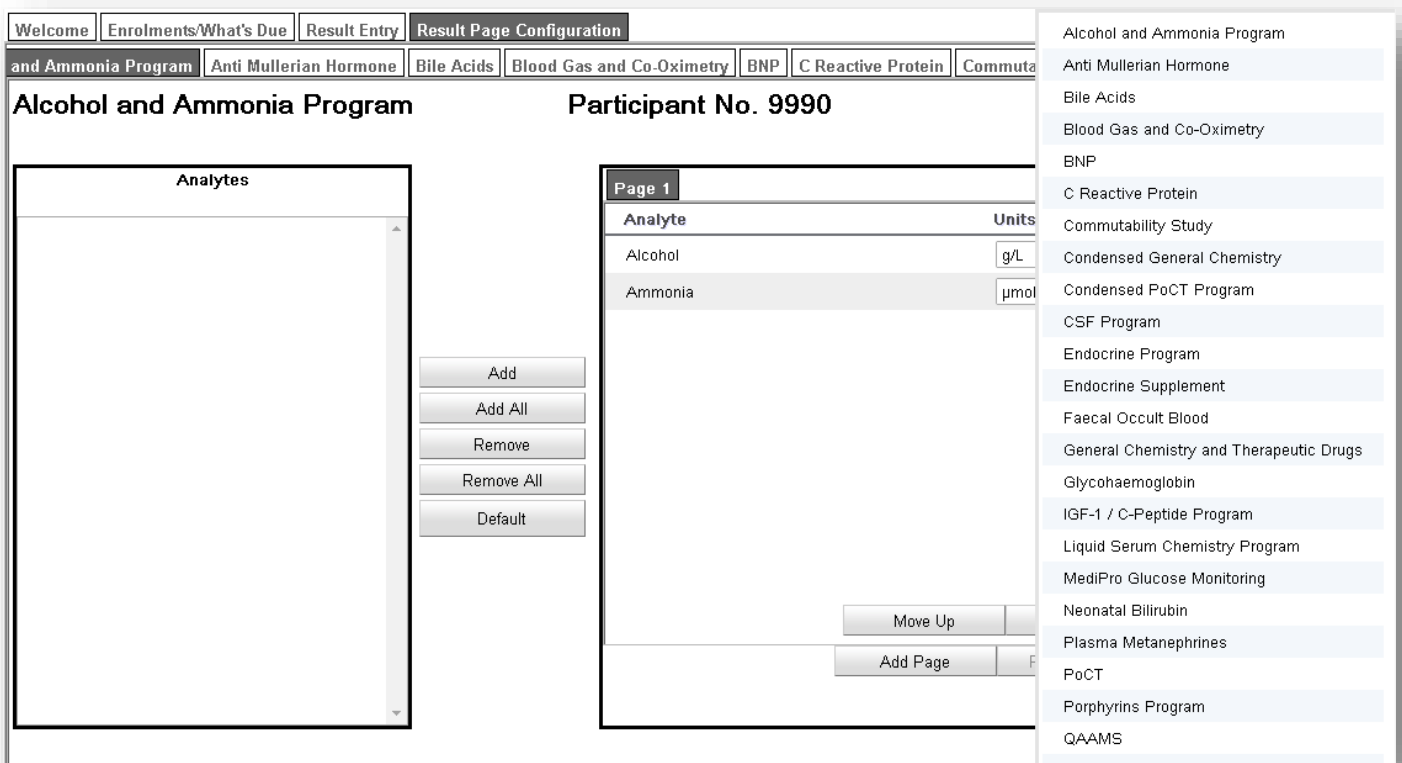 Welcome Enrolments/What's Due Result Entry Result Page Configuration
and Ammonia Program Anti Mullerian Hormone Bile Acids Blood Gas and Co-Oximetry BNP C Reactive Protein Commuta
Alcohol and Ammonia Program Participant No. 9990
Analytes
Add
Add All
Remove
Remove All
Default
Page 1
Analyte Units
Alcohol g/L
Ammonia µmol
Move Up
Add Page
Alcohol and Ammonia Program
Anti Mullerian Hormone
Bile Acids
Blood Gas and Co-Oximetry
BNP
C Reactive Protein
Commutability Study
Condensed General Chemistry
Condensed PoCT Program
CSF Program
Endocrine Program
Endocrine Supplement
Faecal Occult Blood
General Chemistry and Therapeutic Drugs
Glycohaemoglobin
IGF-1 / C-Peptide Program
Liquid Serum Chemistry Program
MediPro Glucose Monitoring
Neonatal Bilirubin
Plasma Metanephrines
PoCT
Porphyrins Program
QAAMS